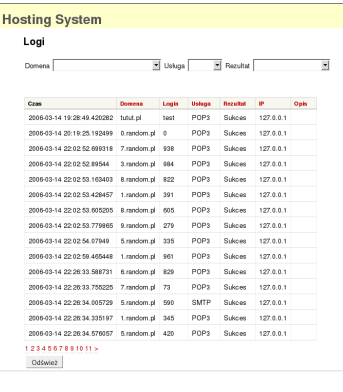 Hosting System
Logi
Domena Usługa Rezultat
Czas Domena Login Usługa Rezultat IP Opis
2006-03-14 19:28:49.420282 tutut.pl test POP3 Sukces 127.0.0.1
2006-03-14 20:19:25.192499 0.random.pl 0 POP3 Sukces 127.0.0.1
2006-03-14 22:02:52.699318 7.random.pl 938 POP3 Sukces 127.0.0.1
2006-03-14 22:02:52.89544 3.random.pl 984 POP3 Sukces 127.0.0.1
2006-03-14 22:02:53.163403 8.random.pl 822 POP3 Sukces 127.0.0.1
2006-03-14 22:02:53.428457 1.random.pl 391 POP3 Sukces 127.0.0.1
2006-03-14 22:02:53.605205 8.random.pl 605 POP3 Sukces 127.0.0.1
2006-03-14 22:02:53.779865 9.random.pl 279 POP3 Sukces 127.0.0.1
2006-03-14 22:02:54.07949 5.random.pl 335 POP3 Sukces 127.0.0.1
2006-03-14 22:02:59.465448 1.random.pl 961 POP3 Sukces 127.0.0.1
2006-03-14 22:26:33.588731 6.random.pl 829 POP3 Sukces 127.0.0.1
2006-03-14 22:26:33.755225 7.random.pl 73 POP3 Sukces 127.0.0.1
2006-03-14 22:26:34.005729 5.random.pl 590 SMTP Sukces 127.0.0.1
2006-03-14 22:26:34.335197 1.random.pl 345 POP3 Sukces 127.0.0.1
2006-03-14 22:26:34.576057 5.random.pl 420 POP3 Sukces 127.0.0.1
1 2 3 4 5 6 7 8 9 10 11 >
Odśwież